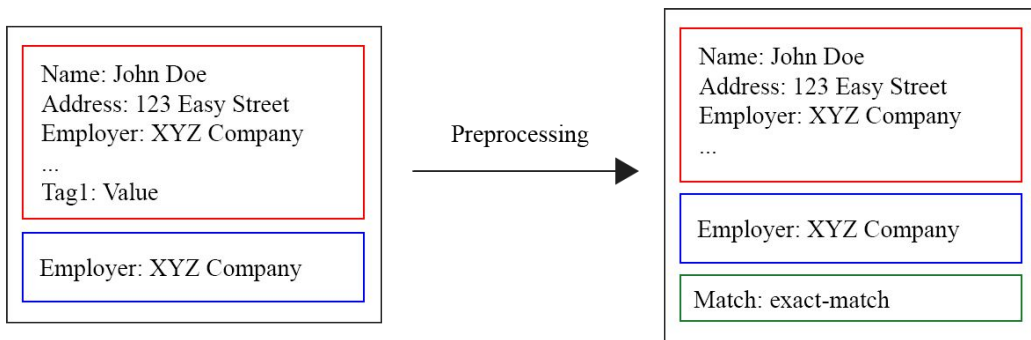 Name: John Doe
Address: 123 Easy Street
Employer: XYZ Company
...
Tag1: Value
Employer: XYZ Company
Preprocessing
Name: John Doe
Address: 123 Easy Street
Employer: XYZ Company
...
Employer: XYZ Company
Match: exact-match